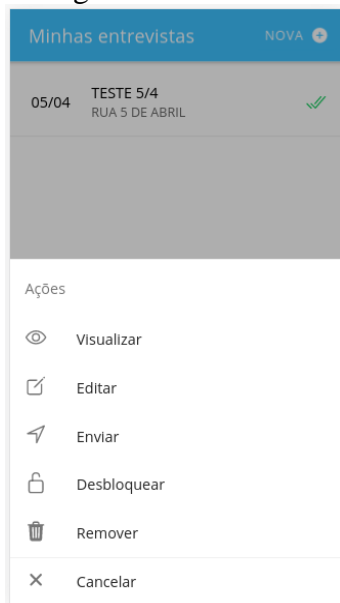 Minhas entrevistas NOVA
05/04 TESTE 5/4
RUA 5 DE ABRIL
Ações
Visualizar
Editar
Enviar
Desbloquear
Remover
Cancelar